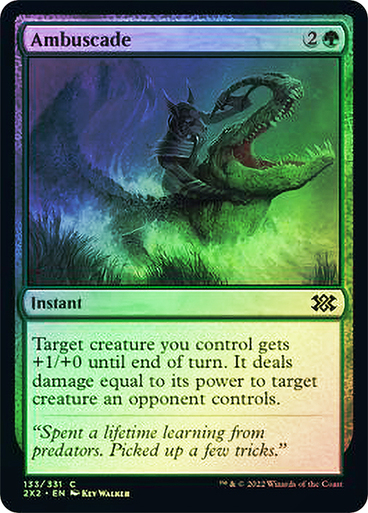 Ambuscade 2
Instant
Target creature you control gets
+1/+0 until end of turn. It deals
damage equal to its power to target
creature an opponent controls.
“Spent a lifetime learning from
predators. Picked up a few tricks.”
133/331 C
2X2 • EN Key Walker
™ & © 2022 Wizards of the Coast